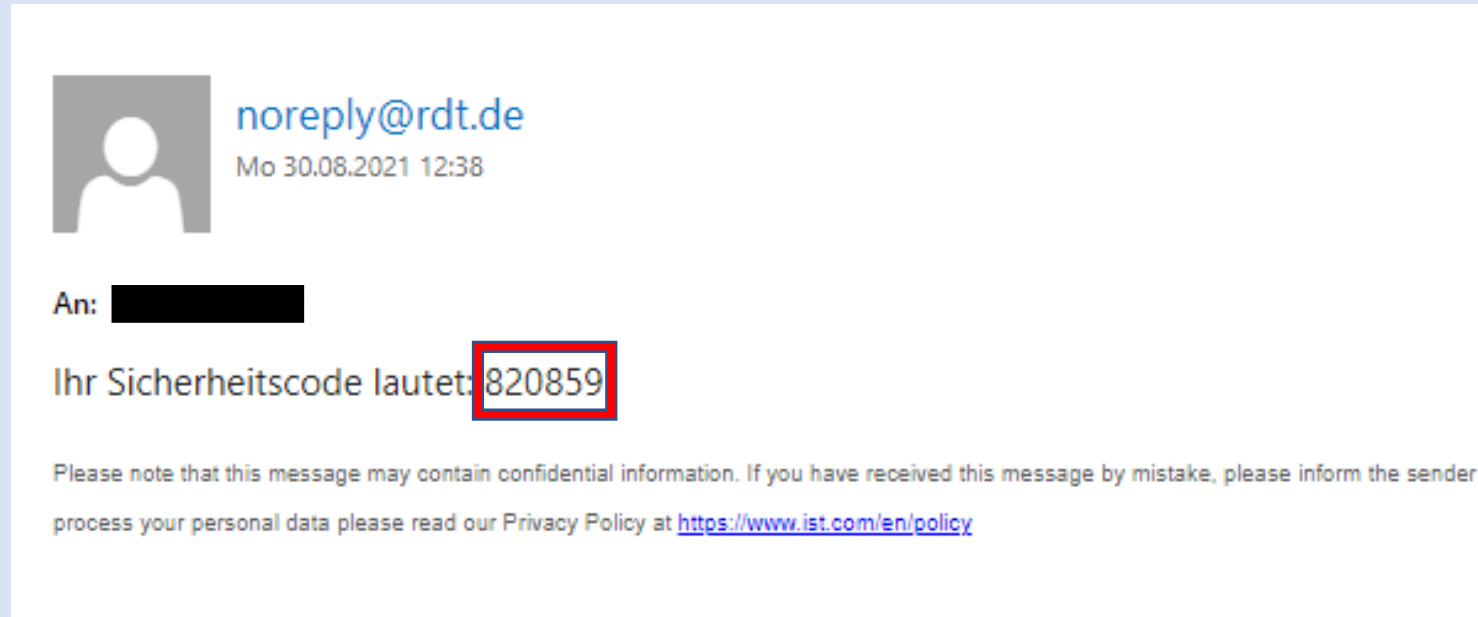 noreply@rdt.de
Mo 30.08.2021 12:38
An:
Ihr Sicherheitscode lautet: 820859
Please note that this message may contain confidential information. If you have received this message by mistake, please inform the sender
process your personal data please read our Privacy Policy at https://www.ist.com/en/policy